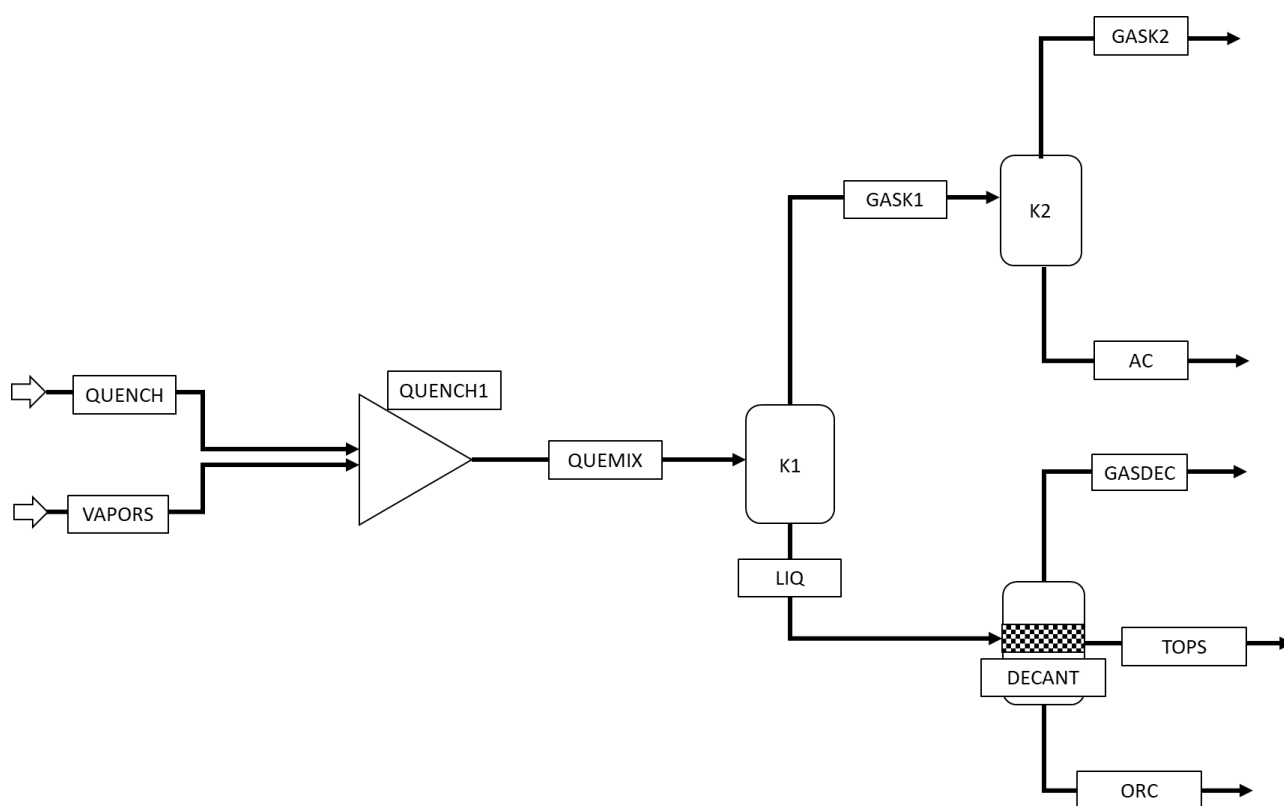 GASK2
GASK1
K2
AC
QUENCH
QUENCH1
QUEMIX
K1
GASDEC
VAPORS
LIQ
TOPS
DECANT
ORC